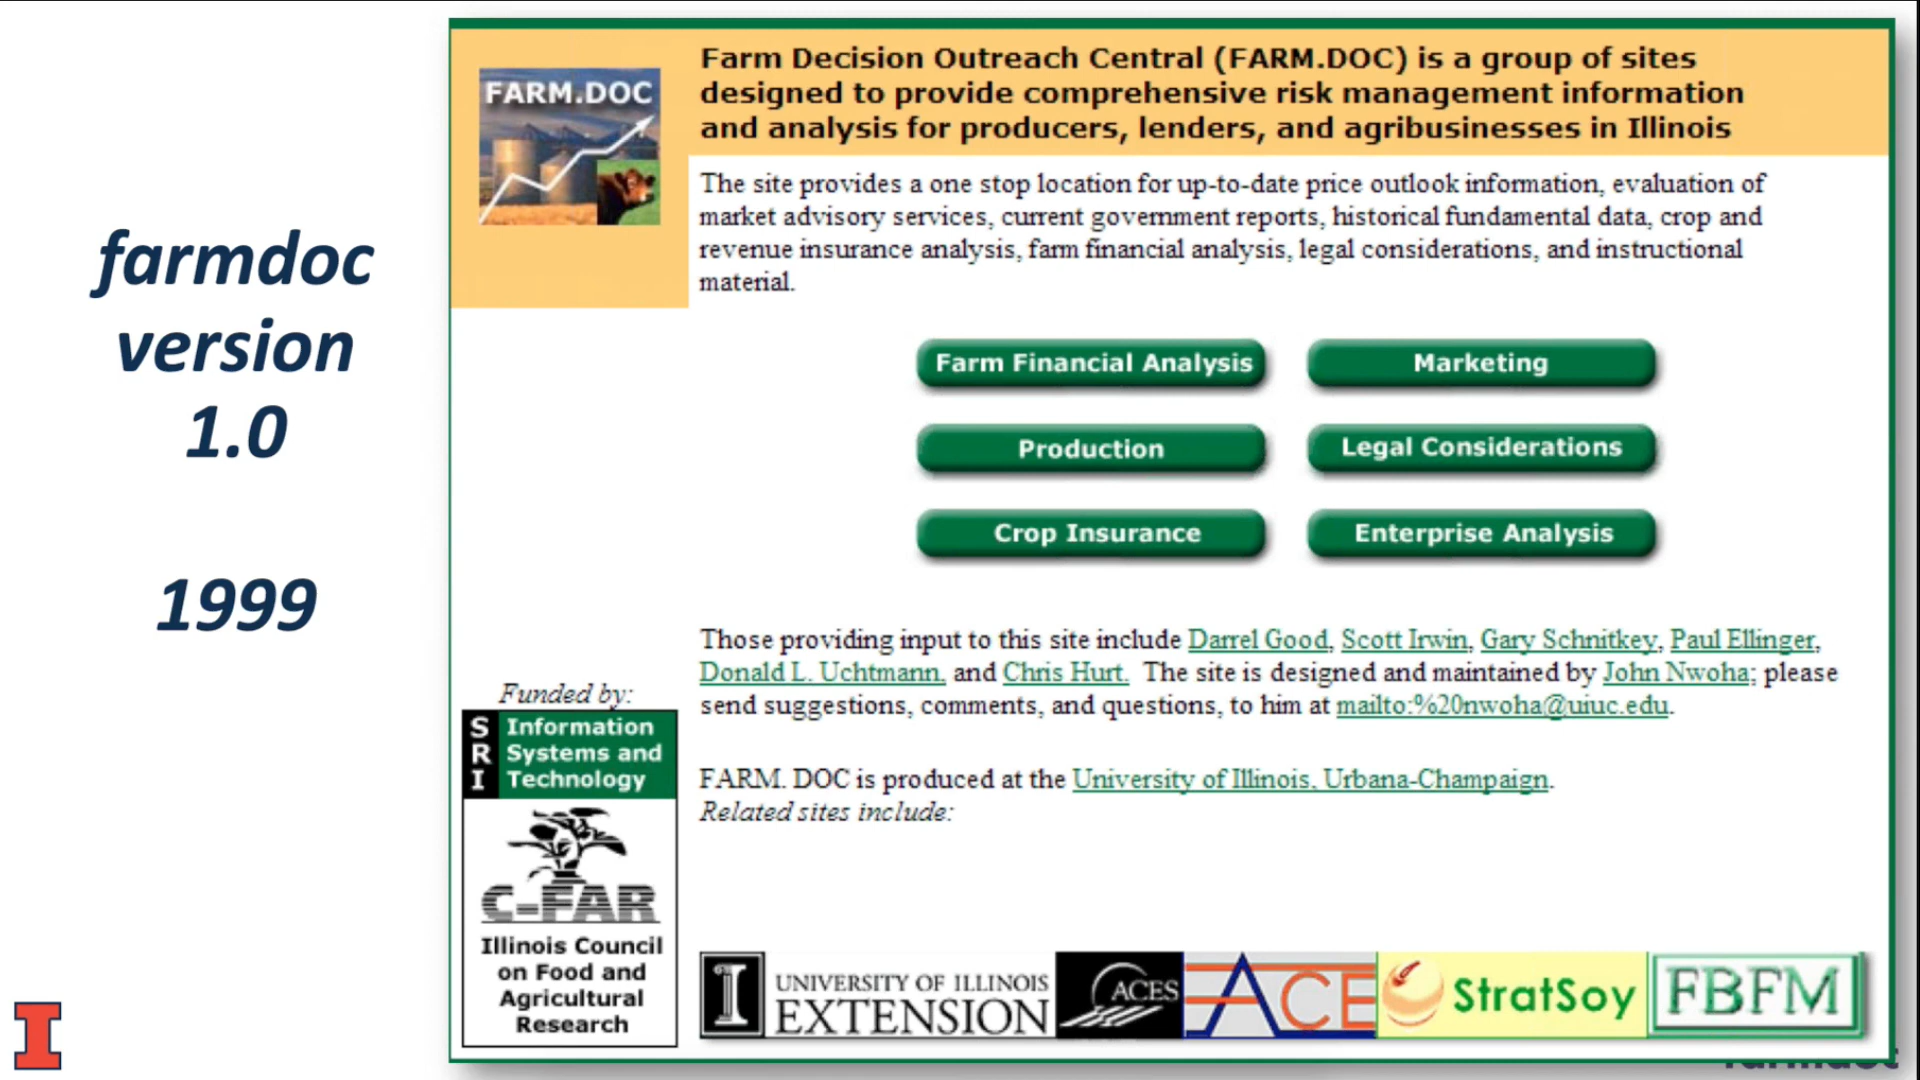 farmdoc
version
1.0
1999
FARM.DOC
Farm Decision Outreach Central (FARM.DOC) is a group of sites
designed to provide comprehensive risk management information
and analysis for producers, lenders, and agribusinesses in Illinois
The site provides a one stop location for up-to-date price outlook information, evaluation of
market advisory services, current government reports, historical fundamental data, crop and
revenue insurance analysis, farm financial analysis, legal considerations, and instructional
material.
Farm Financial Analysis
Marketing
Production
Legal Considerations
Crop Insurance
Enterprise Analysis
Those providing input to this site include Darrel Good, Scott Irwin, Gary Schnitkey, Paul Ellinger,
Donald L. Uchtmann, and Chris Hurt. The site is designed and maintained by John Nwoha; please
send suggestions, comments, and questions, to him at mailto:%20nwoha@uiuc.edu.
FARM. DOC is produced at the University of Illinois, Urbana-Champaign.
Related sites include:
Funded by:
SRI
Information
Systems and
Technology
C-FAR
Illinois Council
on Food and
Agricultural
Research
I
UNIVERSITY OF ILLINOIS
EXTENSION
ACES
ACE
StratSoy
FBFM
I